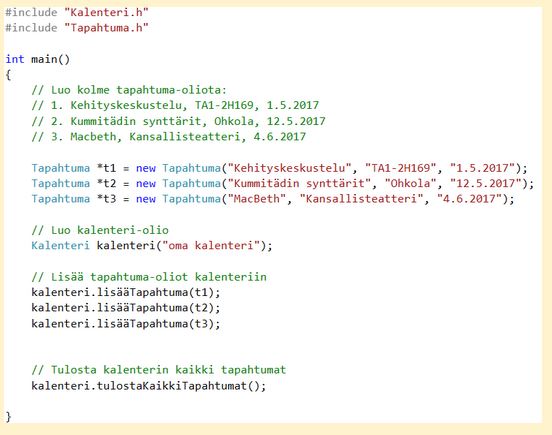 #include "Kalenteri.h"
#include "Tapahtuma.h"
int main()
{
// Luo kolme tapahtuma-oliota:
// 1. Kehityskeskustelu, TA1-2H169, 1.5.2017
// 2. Kummitädin synttärit, Ohkola, 12.5.2017
// 3. Macbeth, Kansallisteatteri, 4.6.2017
Tapahtuma *t1 = new Tapahtuma("Kehityskeskustelu", "TA1-2H169", "1.5.2017");
Tapahtuma *t2 = new Tapahtuma("Kummitädin synttärit", "Ohkola", "12.5.2017");
Tapahtuma *t3 = new Tapahtuma("MacBeth", "Kansallisteatteri", "4.6.2017");
// Luo kalenteri-olio
Kalenteri kalenteri("oma kalenteri");
// Lisää tapahtuma-oliot kalenteriin
kalenteri.lisääTapahtuma(t1);
kalenteri.lisääTapahtuma(t2);
kalenteri.lisääTapahtuma(t3);
// Tulosta kalenterin kaikki tapahtumat
kalenteri.tulostaKaikkiTapahtumat();
}